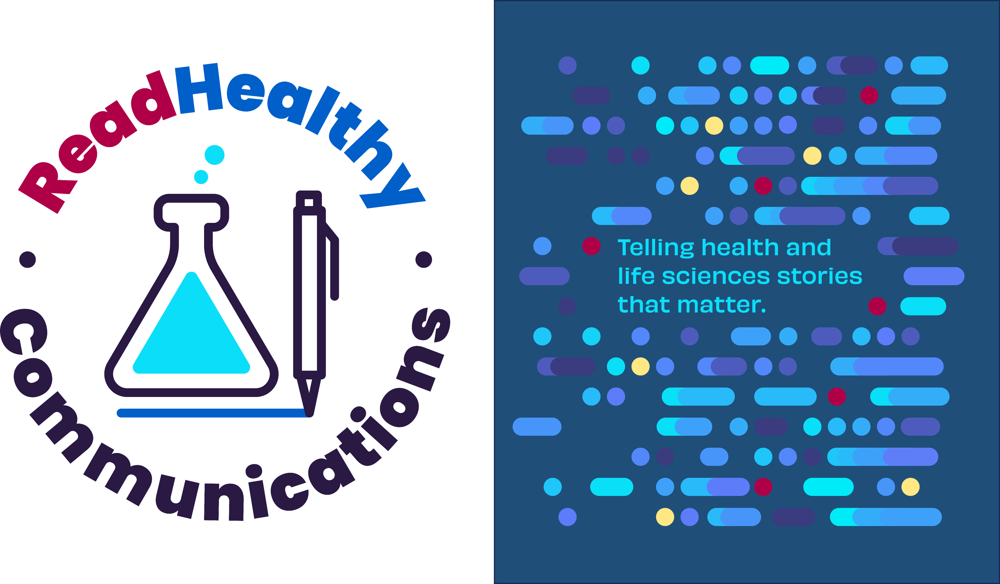 ReadHealthy
Communications
Telling health and
life sciences stories
that matter.